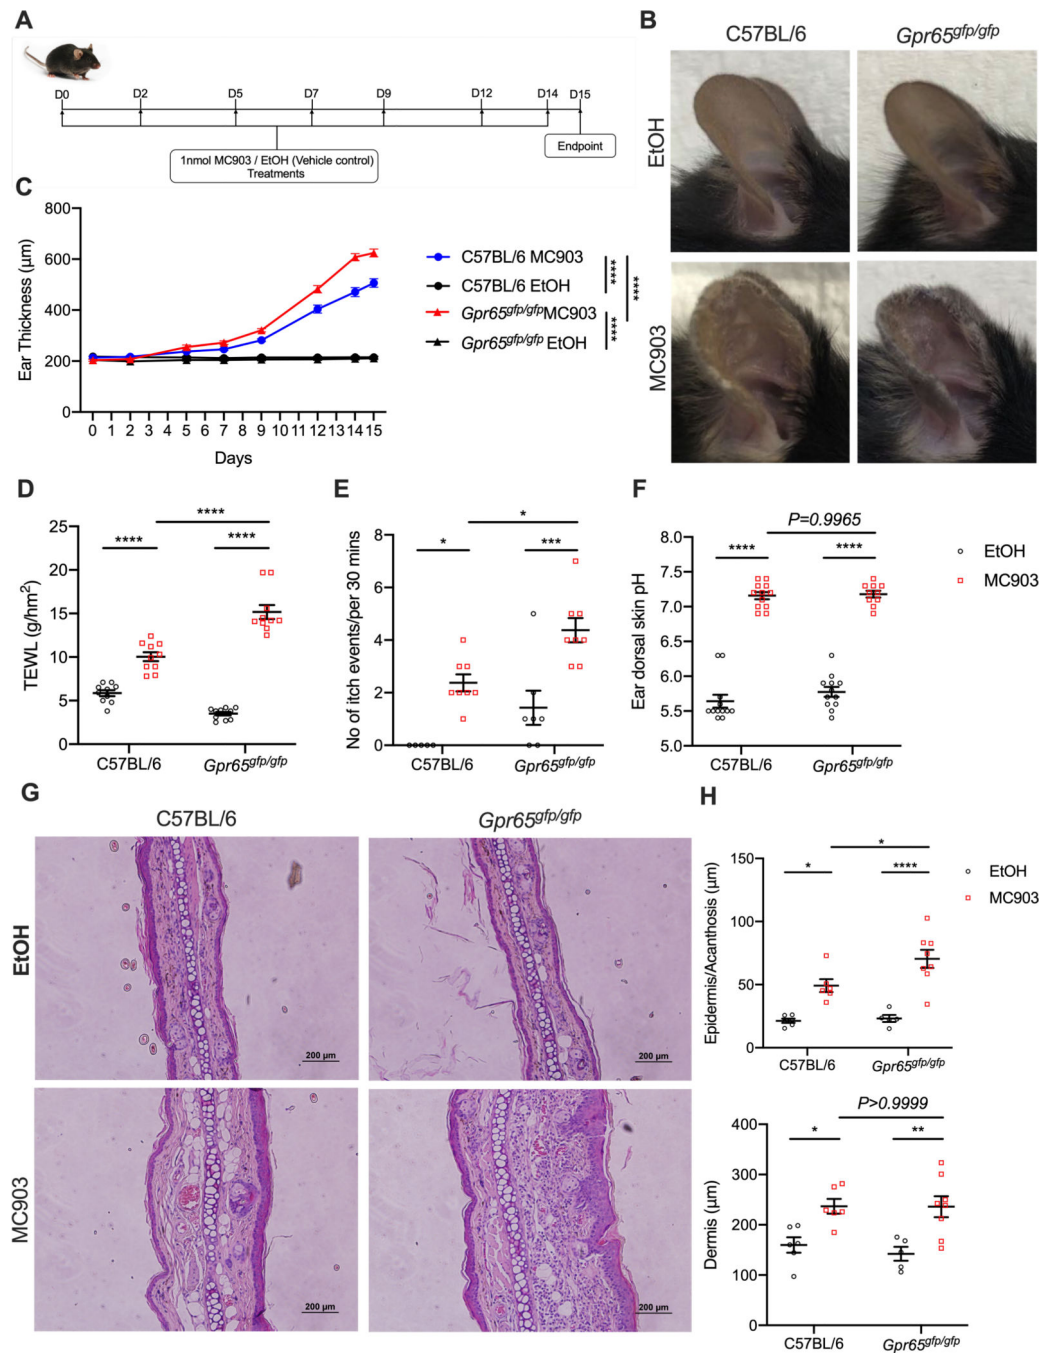 A
D0 D2 D5 D7 D9 D12 D14 D15
1nmol MC903 / EtOH (Vehicle control)
Treatments
Endpoint
B
C57BL/6 Gpr65gfp/gfp
EtOH
MC903
C
Ear Thickness (μm)
800
600
400
200
0
0 1 2 3 4 5 6 7 8 9 10 11 12 13 14 15
Days
C57BL/6 MC903
C57BL/6 EtOH
Gpr65gfp/gfp MC903
Gpr65gfp/gfp EtOH
****
****
****
D
TEWL (g/hm2)
25
20
15
10
5
0
****
**** ****
C57BL/6 Gpr65gfp/gfp
E
No of itch events/per 30 mins
8
6
4
2
0
*
* ***
C57BL/6 Gpr65gfp/gfp
F
Ear dorsal skin pH
8.0
7.5
7.0
6.5
6.0
5.5
5.0
P=0.9965
**** ****
C57BL/6 Gpr65gfp/gfp
EtOH
MC903
G
C57BL/6 Gpr65gfp/gfp
EtOH
MC903
200 μm
200 μm
200 μm
200 μm
H
Epidermis/Acanthosis (μm)
150
100
50
0
*
* ****
C57BL/6 Gpr65gfp/gfp
EtOH
MC903
Dermis (μm)
400
300
200
100
0
P>0.9999
* **
C57BL/6 Gpr65gfp/gfp